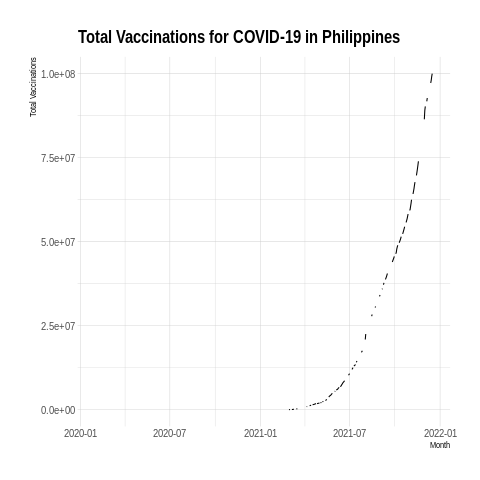 Total Vaccinations for COVID-19 in Philippines
Total Vaccinations
1.0e+08
7.5e+07
5.0e+07
2.5e+07
0.0e+00
2020-01 2020-07 2021-01 2021-07 2022-01
Month